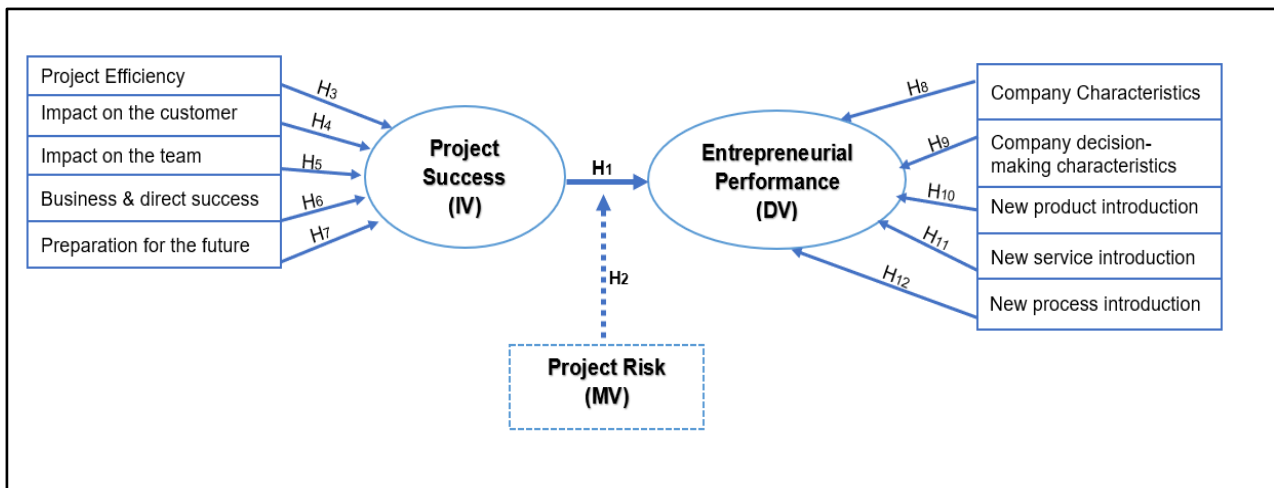 Project Efficiency
Impact on the customer
Impact on the team
Business & direct success
Preparation for the future
H3
H4
H5
H6
H7
Project
Success
(IV)
H1
H2
Project Risk
(MV)
Entrepreneurial
Performance
(DV)
H8
H9
H10
H11
H12
Company Characteristics
Company decision-
making characteristics
New product introduction
New service introduction
New process introduction